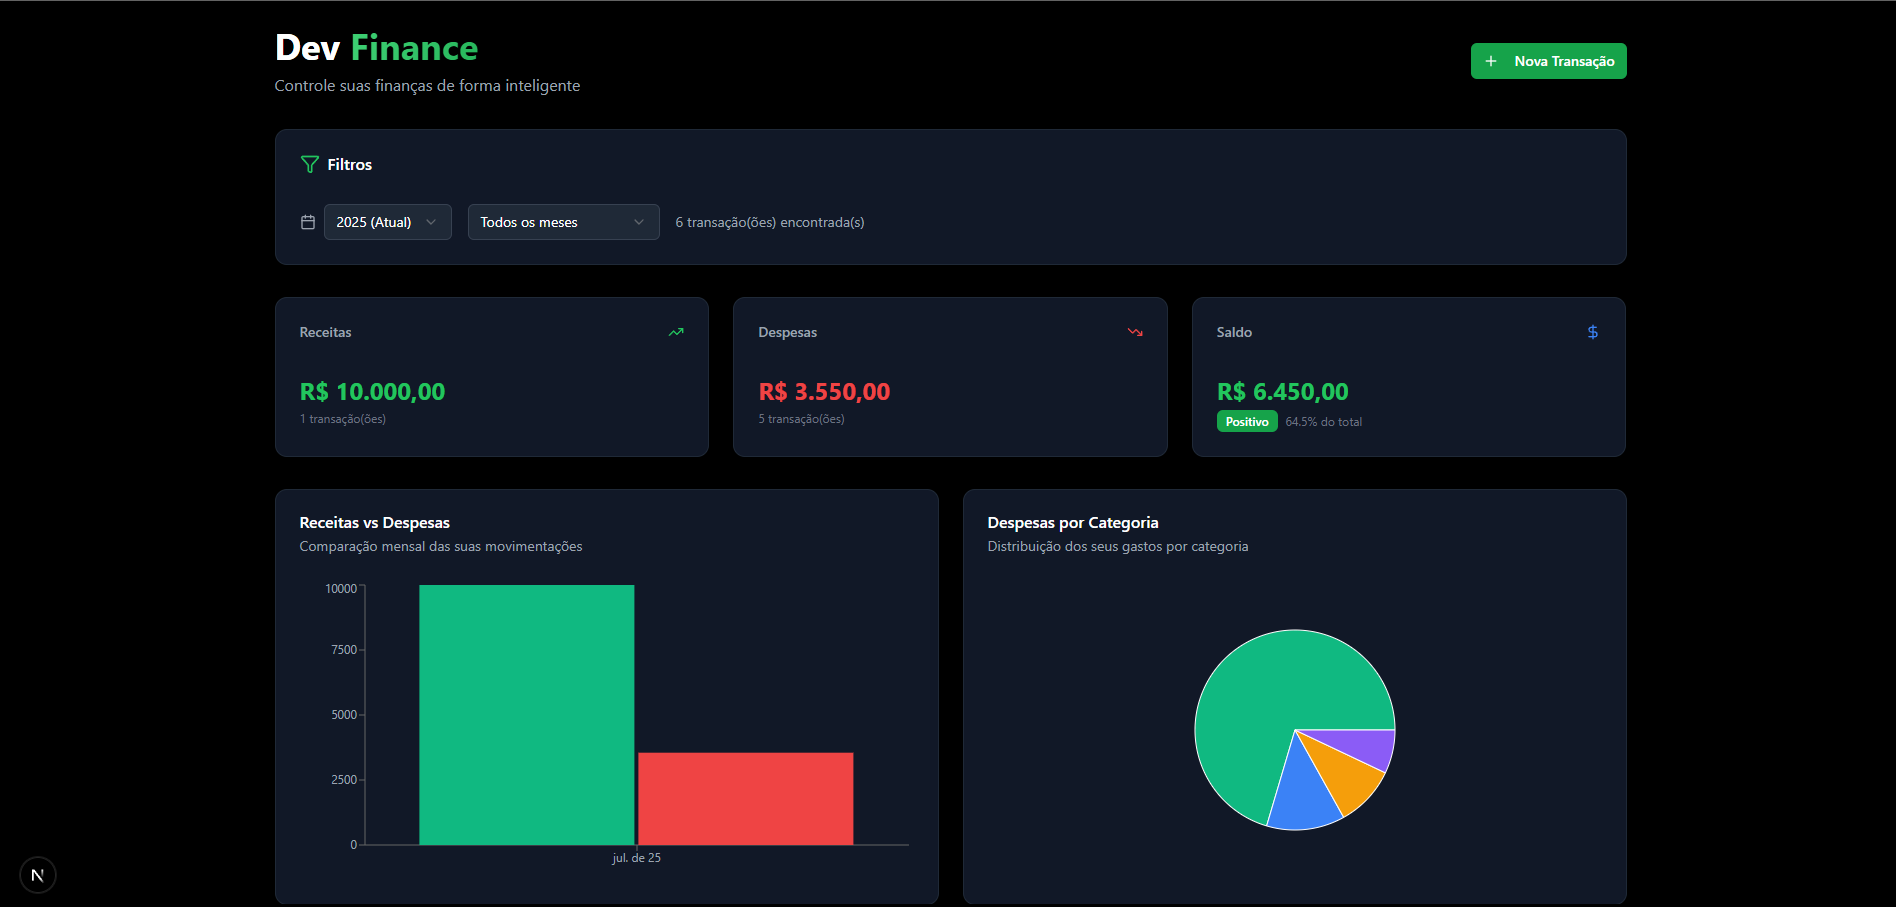 Dev Finance
Controle suas finanças de forma inteligente
Nova Transação
Filtros
2025 (Atual)
Todos os meses
6 transação(ões) encontrada(s)
Receitas
R$ 10.000,00
1 transação(ões)
Despesas
R$ 3.550,00
5 transação(ões)
Saldo
$
R$ 6.450,00
Positivo 64.5% do total
Receitas vs Despesas
Comparação mensal das suas movimentações
10000
7500
5000
2500
0
jul. de 25
Despesas por Categoria
Distribuição dos seus gastos por categoria
N